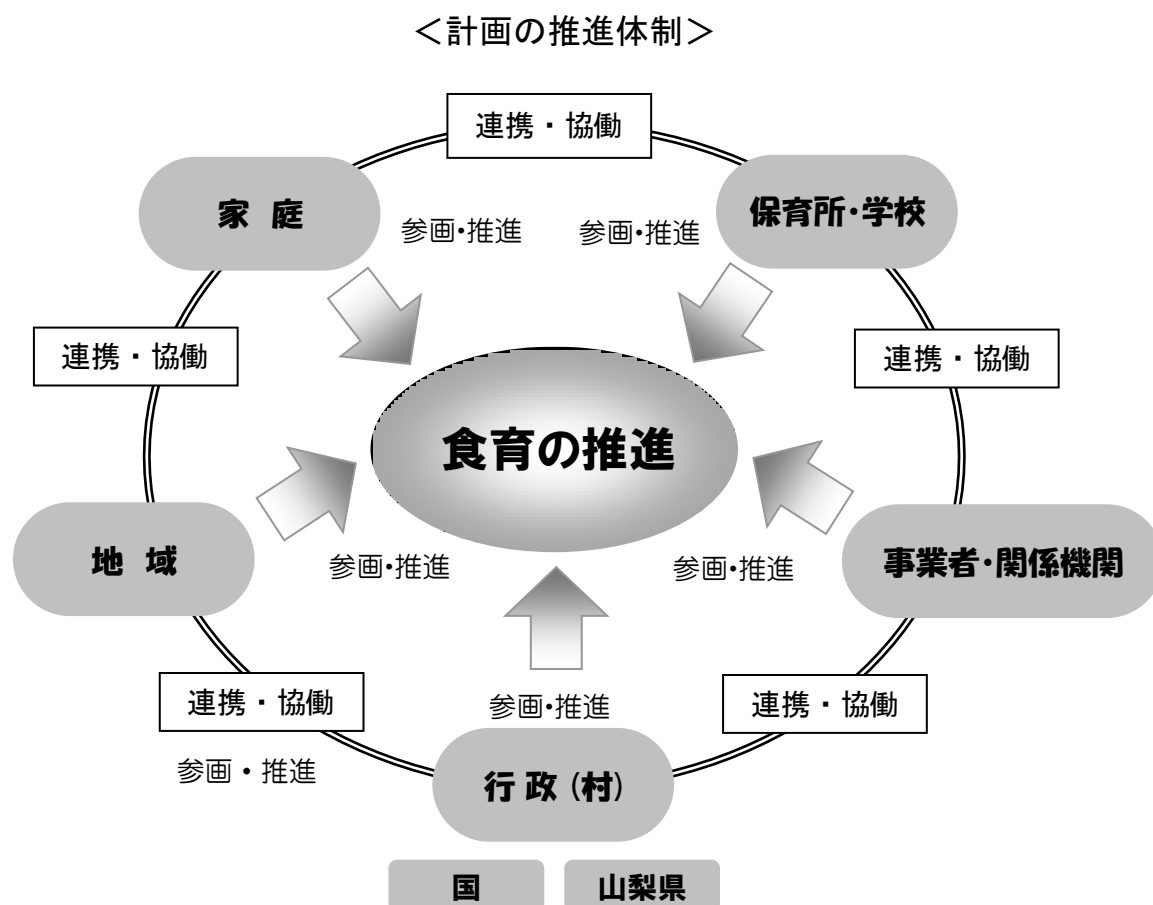 ＜計画の推進体制＞
連携・協働
家 庭
保育所・学校
参画・推進
参画・推進
連携・協働
連携・協働
食育の推進
地 域
参画・推進
参画・推進
事業者・関係機関
連携・協働
参画・推進
連携・協働
参画・推進
行 政 (村)
国
山梨県